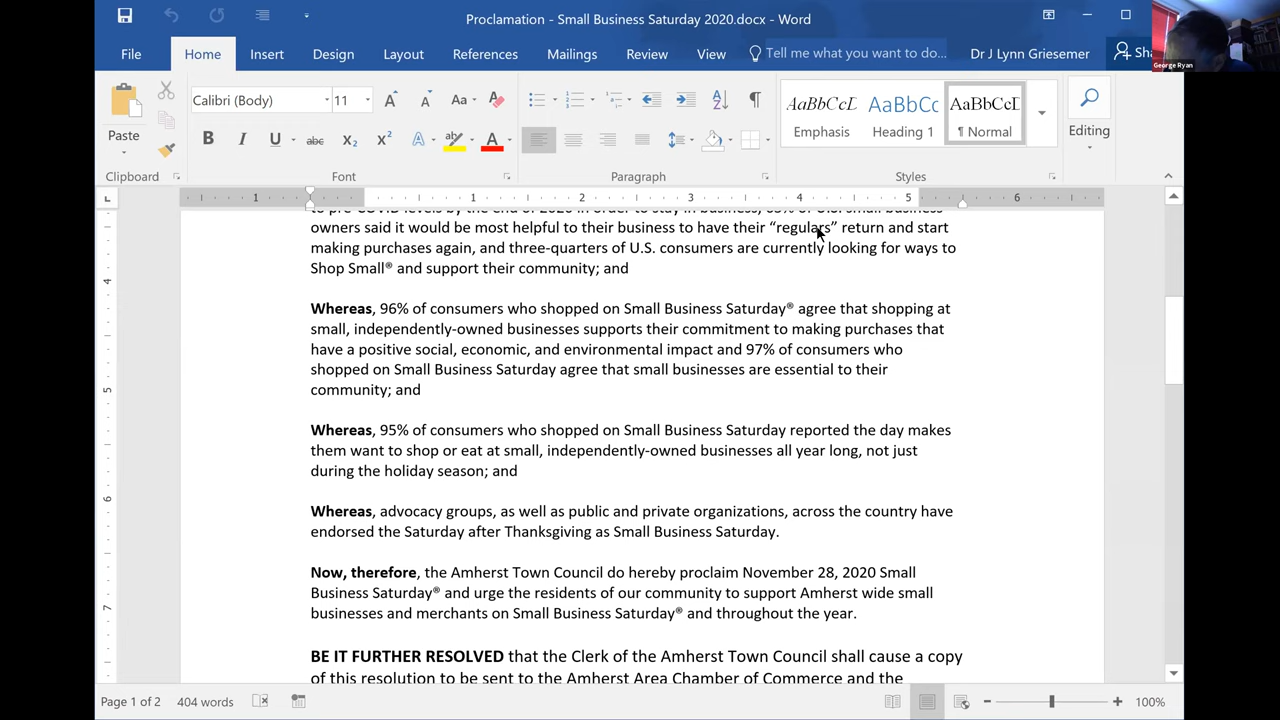 Proclamation - Small Business Saturday 2020.docx - Word
File Home Insert Design Layout References Mailings Review View Tell me what you want to do... Dr J Lynn Griesemer Sha
George Ryan
Paste
Calibri (Body) 11
AaBbCcDc AaBbCc AaBbCcDc
Emphasis Heading 1 ¶ Normal
Editing
Clipboard Font Paragraph Styles
1 1 2 3 4 5 6
to pre-COVID levels by the end of 2020 in order to stay in business, 65% of U.S. small business
owners said it would be most helpful to their business to have their “regulars” return and start
making purchases again, and three-quarters of U.S. consumers are currently looking for ways to
Shop Small® and support their community; and
Whereas, 96% of consumers who shopped on Small Business Saturday® agree that shopping at
small, independently-owned businesses supports their commitment to making purchases that
have a positive social, economic, and environmental impact and 97% of consumers who
shopped on Small Business Saturday agree that small businesses are essential to their
community; and
Whereas, 95% of consumers who shopped on Small Business Saturday reported the day makes
them want to shop or eat at small, independently-owned businesses all year long, not just
during the holiday season; and
Whereas, advocacy groups, as well as public and private organizations, across the country have
endorsed the Saturday after Thanksgiving as Small Business Saturday.
Now, therefore, the Amherst Town Council do hereby proclaim November 28, 2020 Small
Business Saturday® and urge the residents of our community to support Amherst wide small
businesses and merchants on Small Business Saturday® and throughout the year.
BE IT FURTHER RESOLVED that the Clerk of the Amherst Town Council shall cause a copy
of this resolution to be sent to the Amherst Area Chamber of Commerce and the
4
5
6
7
Page 1 of 2 404 words 100%